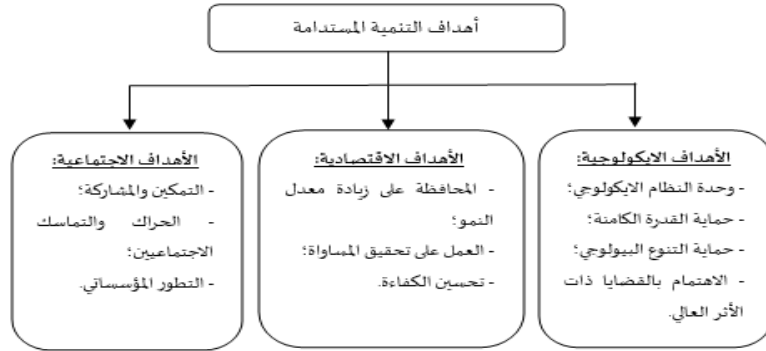 أهداف التنمية المستدامة
الأهداف الايكولوجية:
- وحدة النظام الايكولوجي؛
- حماية القدرة الكامنة؛
- حماية التنوع البيولوجي؛
- الاهتمام بالقضايا ذات
الأثر العالي.
الأهداف الاقتصادية:
- المحافظة على زيادة معدل
النمو؛
- العمل على تحقيق المساواة؛
- تحسين الكفاءة.
الأهداف الاجتماعية:
- التمكين والمشاركة؛
- الحراك والتماسك
الاجتماعيين؛
- التطور المؤسساتي.